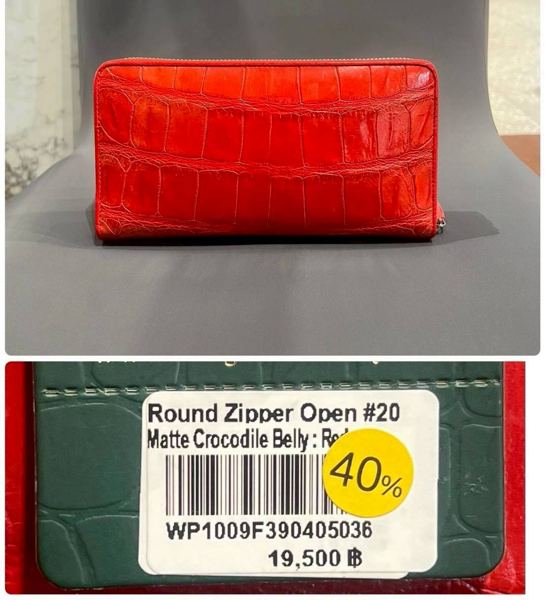 Round Zipper Open #20
Matte Crocodile Belly :
40%
WP1009F390405036
19,500 ฿